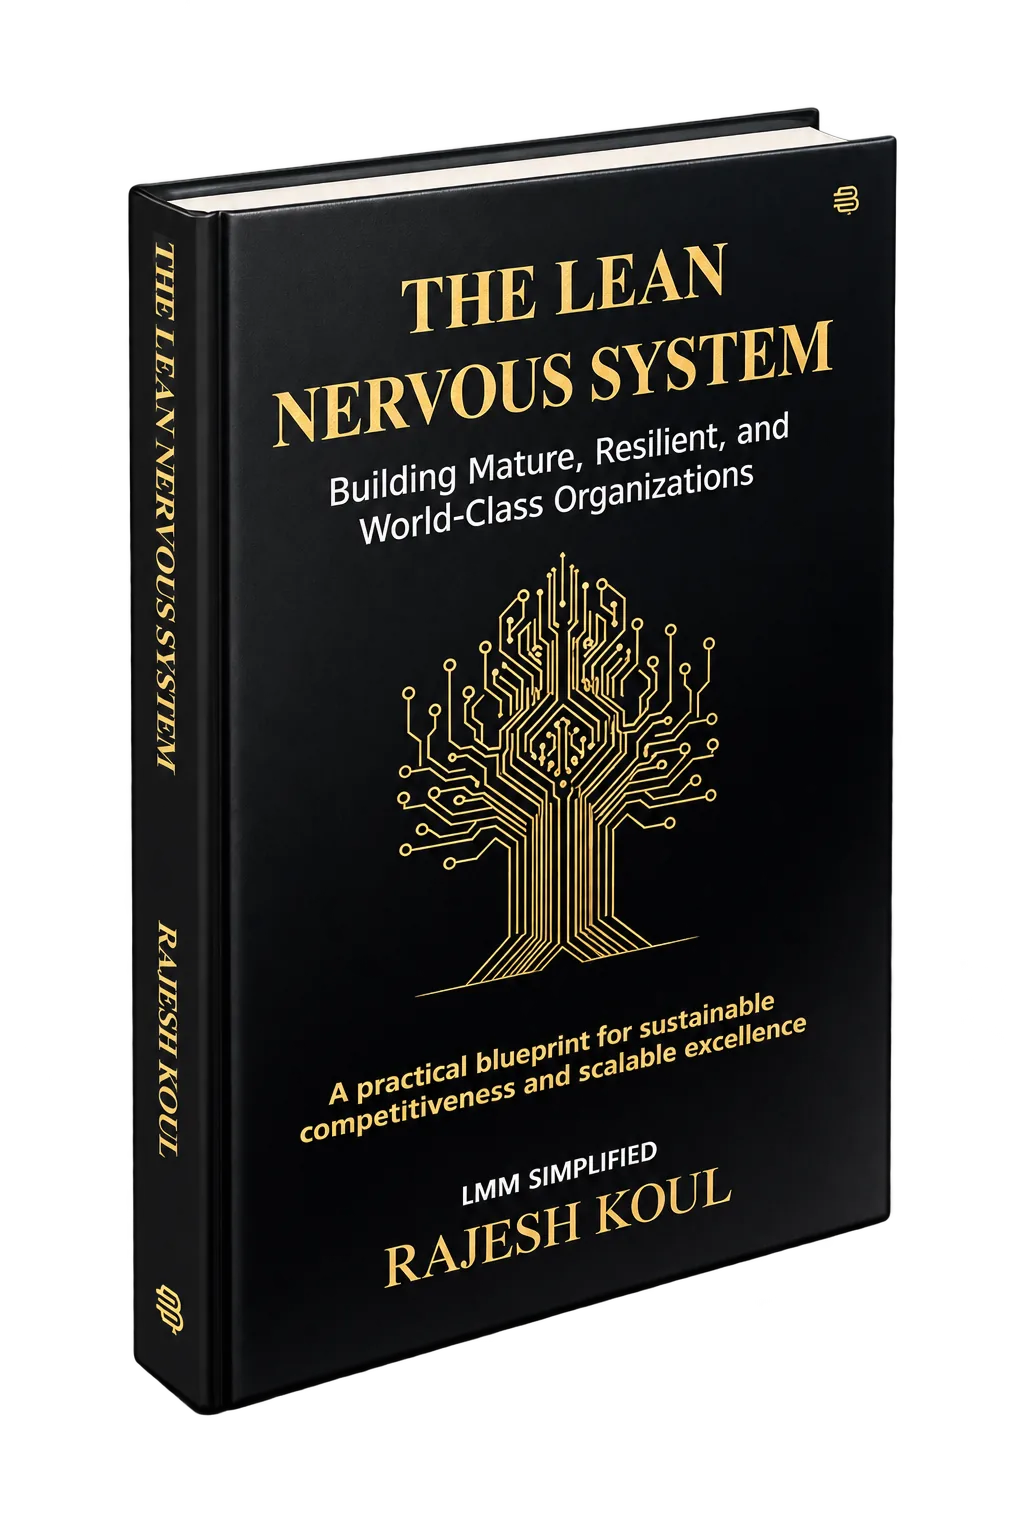 THE LEAN
NERVOUS SYSTEM
Building Mature, Resilient, and
World-Class Organizations
A practical blueprint for sustainable
competitiveness and scalable excellence
LMM SIMPLIFIED
RAJESH KOUL
THE LEAN NERVOUS SYSTEM
RAJESH KOUL